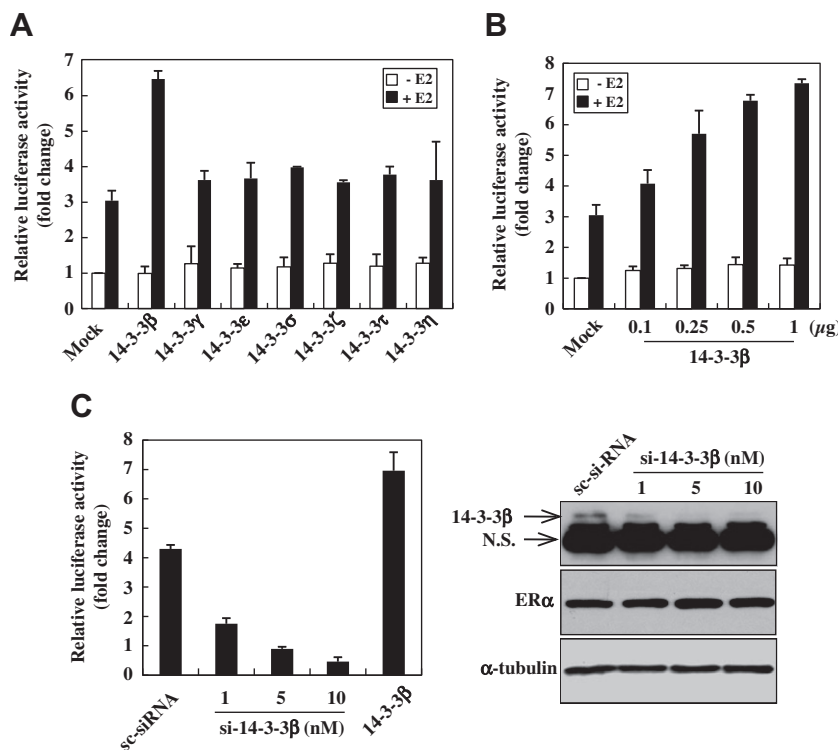 A
Relative luciferase activity
(fold change)
7
6
5
4
3
2
1
0
- E2
+ E2
Mock
14-3-3β
14-3-3γ
14-3-3ε
14-3-3σ
14-3-3ζ
14-3-3τ
14-3-3η
B
Relative luciferase activity
(fold change)
8
7
6
5
4
3
2
1
0
- E2
+ E2
Mock
0.1 0.25 0.5 1 (µg)
14-3-3β
C
Relative luciferase activity
(fold change)
8
7
6
5
4
3
2
1
0
sc-siRNA
1 5 10
si-14-3-3β (nM)
14-3-3β
sc-si-RNA
si-14-3-3β (nM)
1 5 10
14-3-3β
N.S.
ERα
α-tubulin